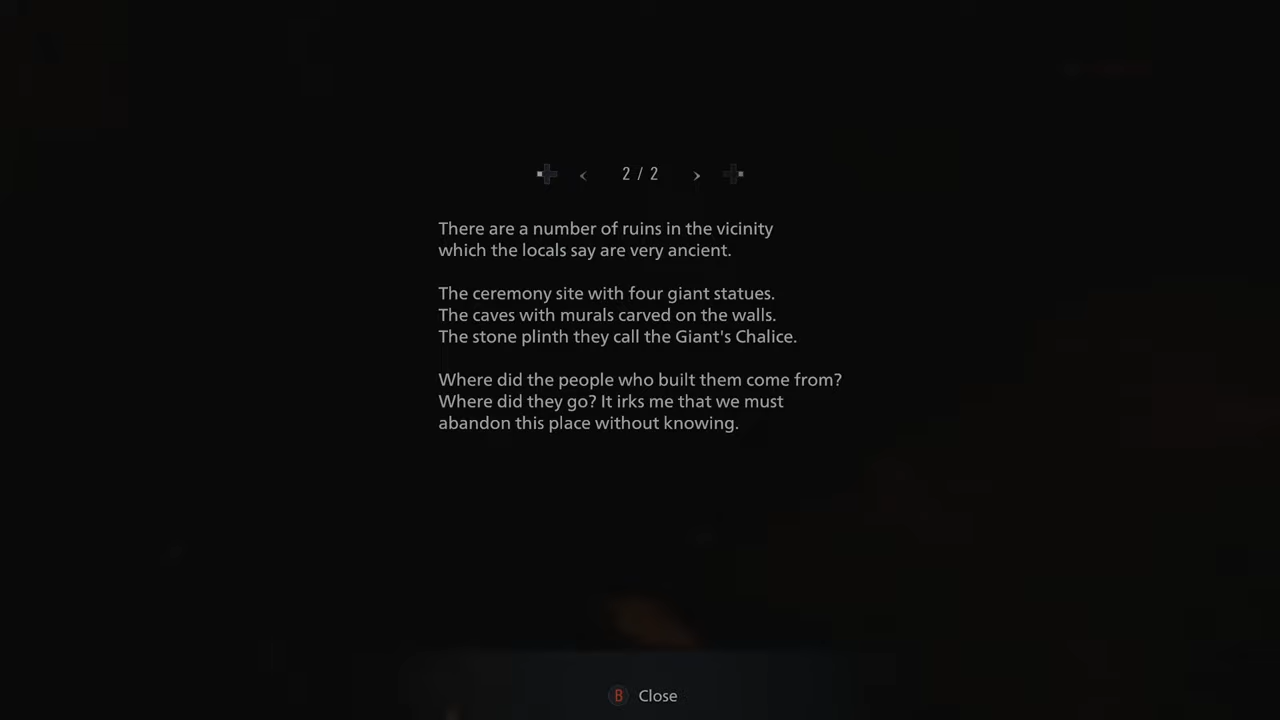 2 / 2
There are a number of ruins in the vicinity
which the locals say are very ancient.
The ceremony site with four giant statues.
The caves with murals carved on the walls.
The stone plinth they call the Giant's Chalice.
Where did the people who built them come from?
Where did they go? It irks me that we must
abandon this place without knowing.
B Close